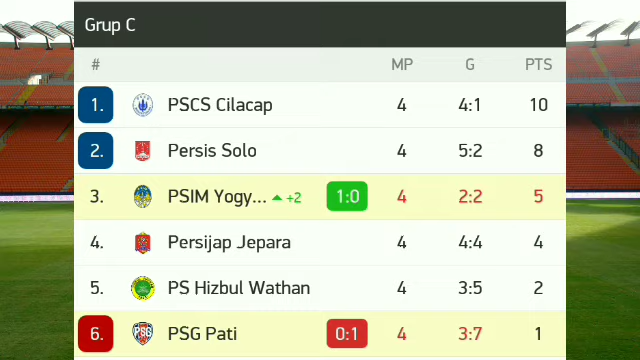 Grup C
# MP G PTS
1. PSCS Cilacap 4 4:1 10
2. Persis Solo 4 5:2 8
3. PSIM Yogy... +2 1:0 4 2:2 5
4. Persijap Jepara 4 4:4 4
5. PS Hizbul Wathan 4 3:5 2
6. PSG Pati 0:1 4 3:7 1